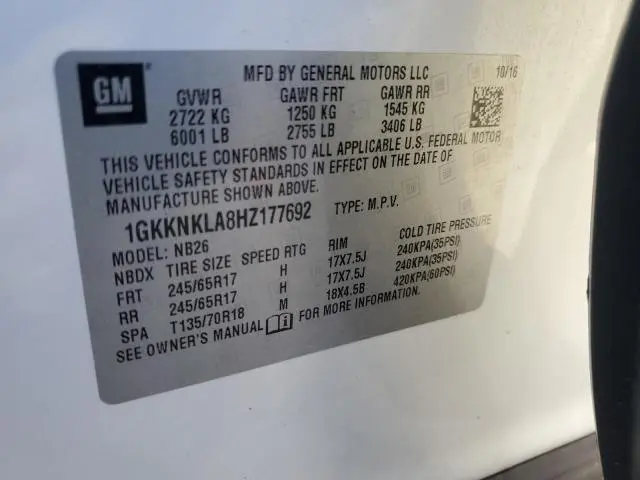 GM
MFD BY GENERAL MOTORS LLC 10/16
GVWR GAWR FRT GAWR RR
2722 KG 1250 KG 1545 KG
6001 LB 2755 LB 3406 LB
THIS VEHICLE CONFORMS TO ALL APPLICABLE U.S. FEDERAL MOTOR
VEHICLE SAFETY STANDARDS IN EFFECT ON THE DATE OF
MANUFACTURE SHOWN ABOVE.
1GKKNKLA8HZ177692 TYPE: M.P.V.
MODEL: NB26
NBDX TIRE SIZE SPEED RTG RIM COLD TIRE PRESSURE
FRT 245/65R17 H 17X7.5J 240KPA(35PSI)
RR 245/65R17 H 17X7.5J 240KPA(35PSI)
SPA T135/70R18 M 18X4.5B 420KPA(60PSI)
SEE OWNER'S MANUAL FOR MORE INFORMATION.